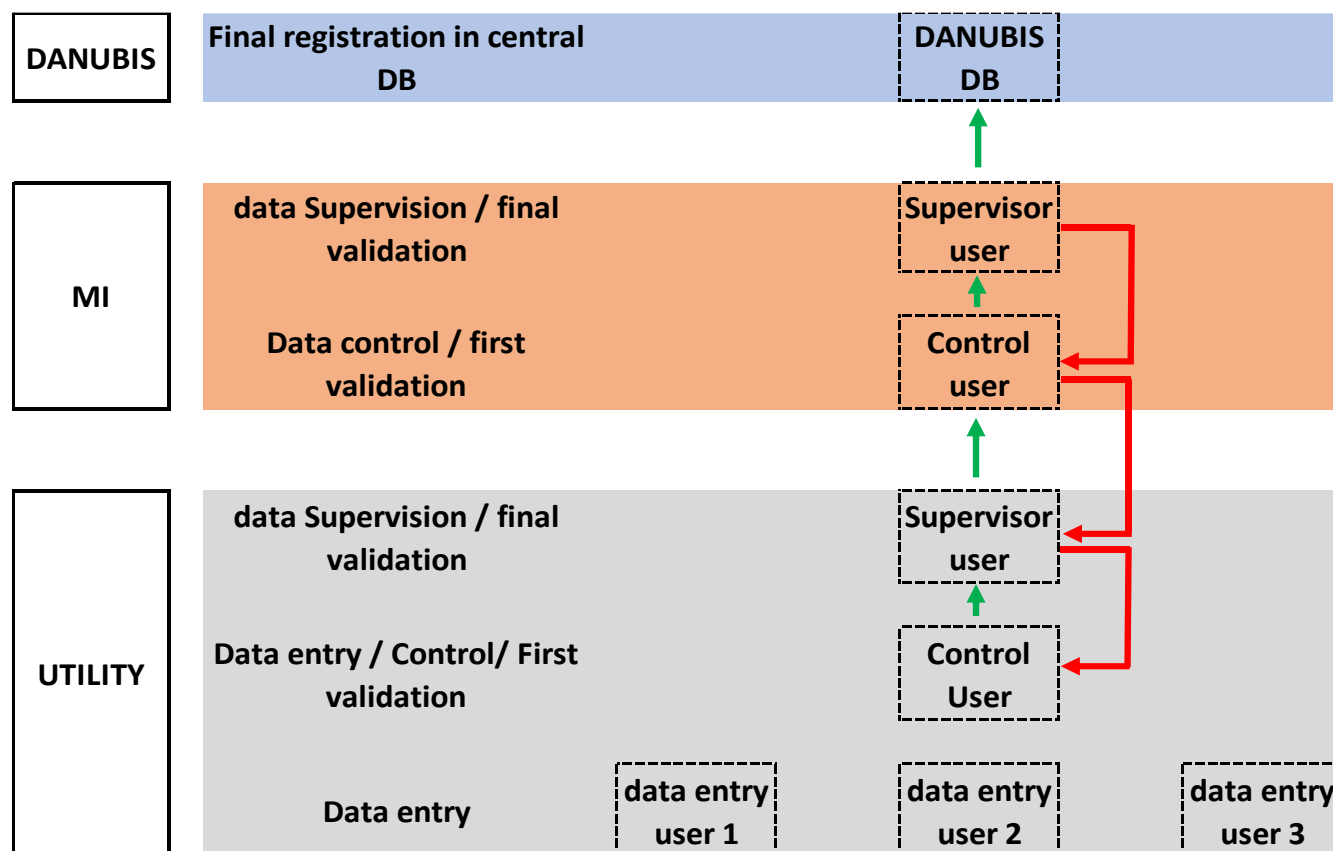 DANUBIS
Final registration in central
DB
DANUBIS
DB
MI
data Supervision / final
validation
Supervisor
user
Data control / first
validation
Control
user
UTILITY
data Supervision / final
validation
Supervisor
user
Data entry / Control/ First
validation
Control
User
Data entry
data entry
user 1
data entry
user 2
data entry
user 3